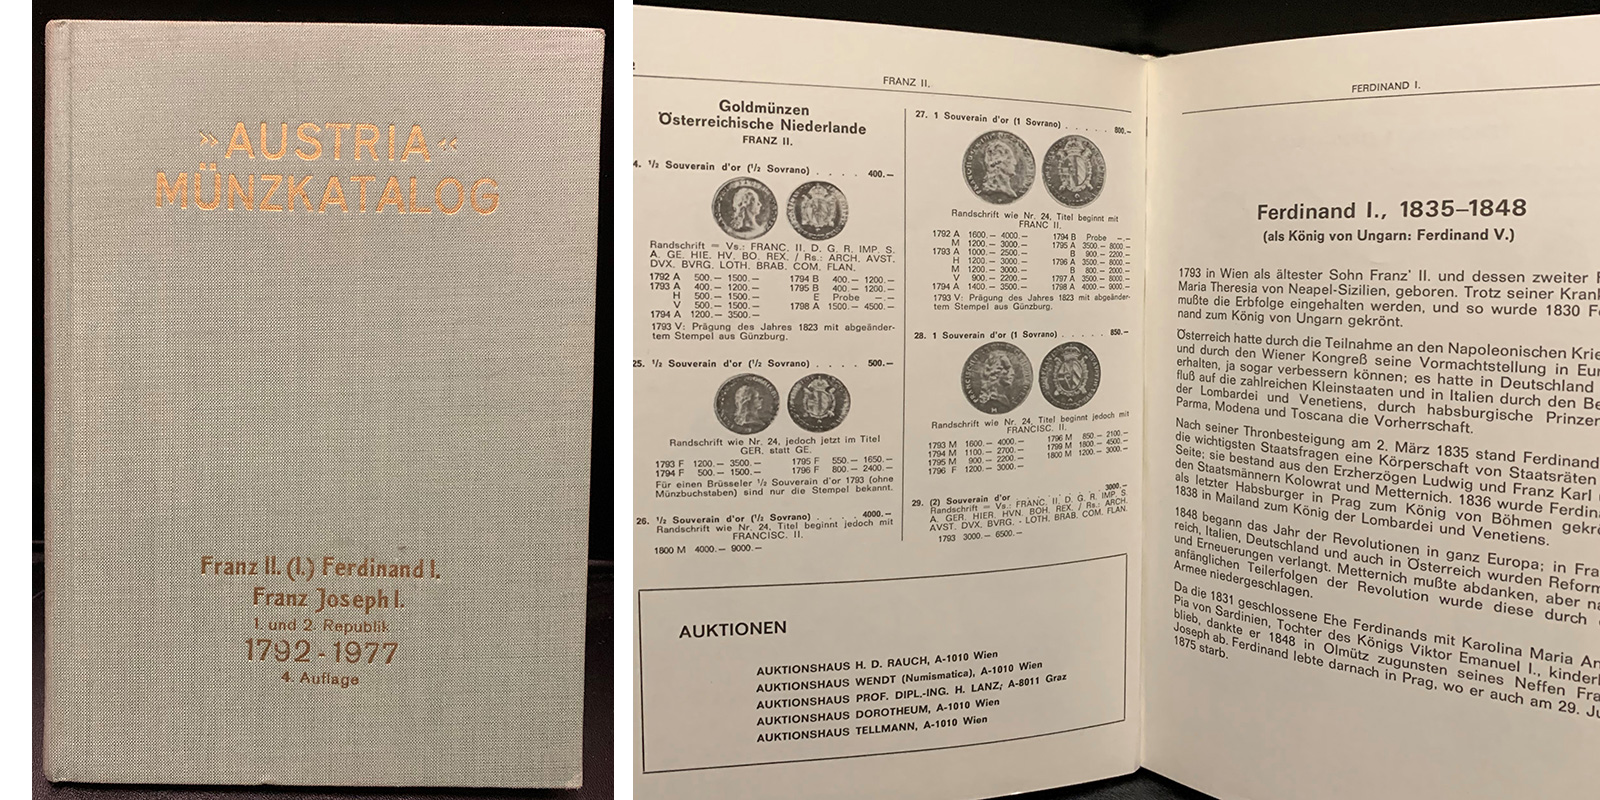 »AUSTRIA«
MÜNZKATALOG
Franz II. (I.) Ferdinand I.
Franz Joseph I.
1. und 2. Republik
1792 - 1977
4. Auflage
2
FRANZ II.
Goldmünzen
Österreichische Niederlande
FRANZ II.
4. ½ Souverain d'or (½ Sovrano) . . . . 400.—
Randschrift = Vs.: FRANC. II. D. G. R. IMP. S.
A. GE. HIE. HV. BO. REX. / Rs.: ARCH. AVST.
DVX. BVRG. LOTH. BRAB. COM. FLAN.
1792 A 500.— 1500.— 1794 B 400.— 1200.—
1793 A 400.— 1200.— 1795 B 400.— 1200.—
H 500.— 1500.— E Probe —.—
V 500.— 1500.— 1798 A 1500.— 4500.—
1794 A 1200.— 3500.—
1793 V: Prägung des Jahres 1823 mit abgeänder-
tem Stempel aus Günzburg.
25. ½ Souverain d'or (½ Sovrano) . . . . 500.—
Randschrift wie Nr. 24, jedoch jetzt im Titel
GER. statt GE.
1793 F 1200.— 3500.— 1795 F 550.— 1650.—
1794 F 500.— 1500.— 1796 F 800.— 2400.—
Für einen Brüsseler ½ Souverain d'or 1793 (ohne
Münzbuchstaben) sind nur die Stempel bekannt.
26. ½ Souverain d'or (½ Sovrano) . . . . 4000.—
Randschrift wie Nr. 24, Titel beginnt jedoch mit
FRANCISC. II.
1800 M 4000.— 9000.—
27. 1 Souverain d'or (1 Sovrano) . . . . . 800.—
Randschrift wie Nr. 24, Titel beginnt mit
FRANC II.
1792 A 1600.— 4000.— 1794 B Probe —.—
M 1200.— 3000.— 1795 A 3500.— 8000.—
1793 A 1000.— 2500.— B 900.— 2200.—
H 1200.— 3000.— 1796 A 3500.— 8000.—
M 1200.— 3000.— B 800.— 2000.—
V 900.— 2200.— 1797 A 3500.— 8000.—
1794 A 1400.— 3500.— 1798 A 4000.— 9000.—
1793 V: Prägung des Jahres 1823 mit abgeänder-
tem Stempel aus Günzburg.
28. 1 Souverain d'or (1 Sovrano) . . . . . 850.—
Randschrift wie Nr. 24, Titel beginnt jedoch mit
FRANCISC. II.
1793 M 1600.— 4000.— 1796 M 850.— 2100.—
1794 M 1100.— 2700.— 1799 M 1800.— 4500.—
1795 M 900.— 2200.— 1800 M 1200.— 3000.—
1796 F 1200.— 3000.—
29. (2) Souverain d'or 3000.—
Randschrift = Vs.: FRANC. II. D. G. R. IMP. S.
A. GER. HIER. HVN. BOH. REX. / Rs.: ARCH.
AVST. DVX. BVRG. - LOTH. BRAB. COM. FLAN.
1793 3000.— 6500.—
AUKTIONEN
AUKTIONSHAUS H. D. RAUCH, A-1010 Wien
AUKTIONSHAUS WENDT (Numismatica), A-1010 Wien
AUKTIONSHAUS PROF. DIPL.-ING. H. LANZ, A-8011 Graz
AUKTIONSHAUS DOROTHEUM, A-1010 Wien
AUKTIONSHAUS TELLMANN, A-1010 Wien
FERDINAND I.
Ferdinand I., 1835–1848
(als König von Ungarn: Ferdinand V.)
1793 in Wien als ältester Sohn Franz' II. und dessen zweiter
Maria Theresia von Neapel-Sizilien, geboren. Trotz seiner Kran
mußte die Erbfolge eingehalten werden, und so wurde 1830 Fe
nand zum König von Ungarn gekrönt.
Österreich hatte durch die Teilnahme an den Napoleonischen Krie
und durch den Wiener Kongreß seine Vormachtstellung in Eur
erhalten, ja sogar verbessern können; es hatte in Deutschland
fluß auf die zahlreichen Kleinstaaten und in Italien durch den Be
der Lombardei und Venetiens, durch habsburgische Prinzen
Parma, Modena und Toscana die Vorherrschaft.
Nach seiner Thronbesteigung am 2. März 1835 stand Ferdinand
die wichtigsten Staatsfragen eine Körperschaft von Staatsräten
Seite; sie bestand aus den Erzherzögen Ludwig und Franz Karl
den Staatsmännern Kolowrat und Metternich. 1836 wurde Ferdina
als letzter Habsburger in Prag zum König von Böhmen gekrö
1838 in Mailand zum König der Lombardei und Venetiens.
1848 begann das Jahr der Revolutionen in ganz Europa; in Fra
reich, Italien, Deutschland und auch in Österreich wurden Reform
und Erneuerungen verlangt. Metternich mußte abdanken, aber na
anfänglichen Teilerfolgen der Revolution wurde diese durch
Armee niedergeschlagen.
Da die 1831 geschlossene Ehe Ferdinands mit Karolina Maria An
Pia von Sardinien, Tochter des Königs Viktor Emanuel I., kinderl
blieb, dankte er 1848 in Olmütz zugunsten seines Neffen Fra
Joseph ab. Ferdinand lebte darnach in Prag, wo er auch am 29. Ju
1875 starb.